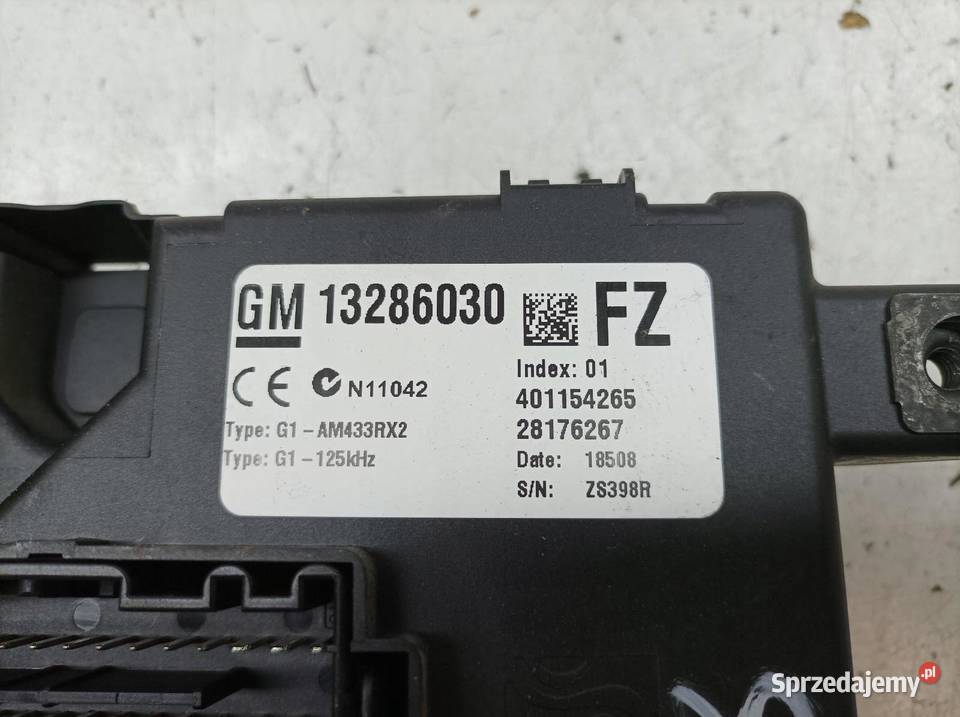 GM 13286030 FZ
CE N11042
Type: G1-AM433RX2
Type: G1-125kHz
Index: 01
401154265
28176267
Date: 18508
S/N: ZS398R
Sprzedajemy.pl